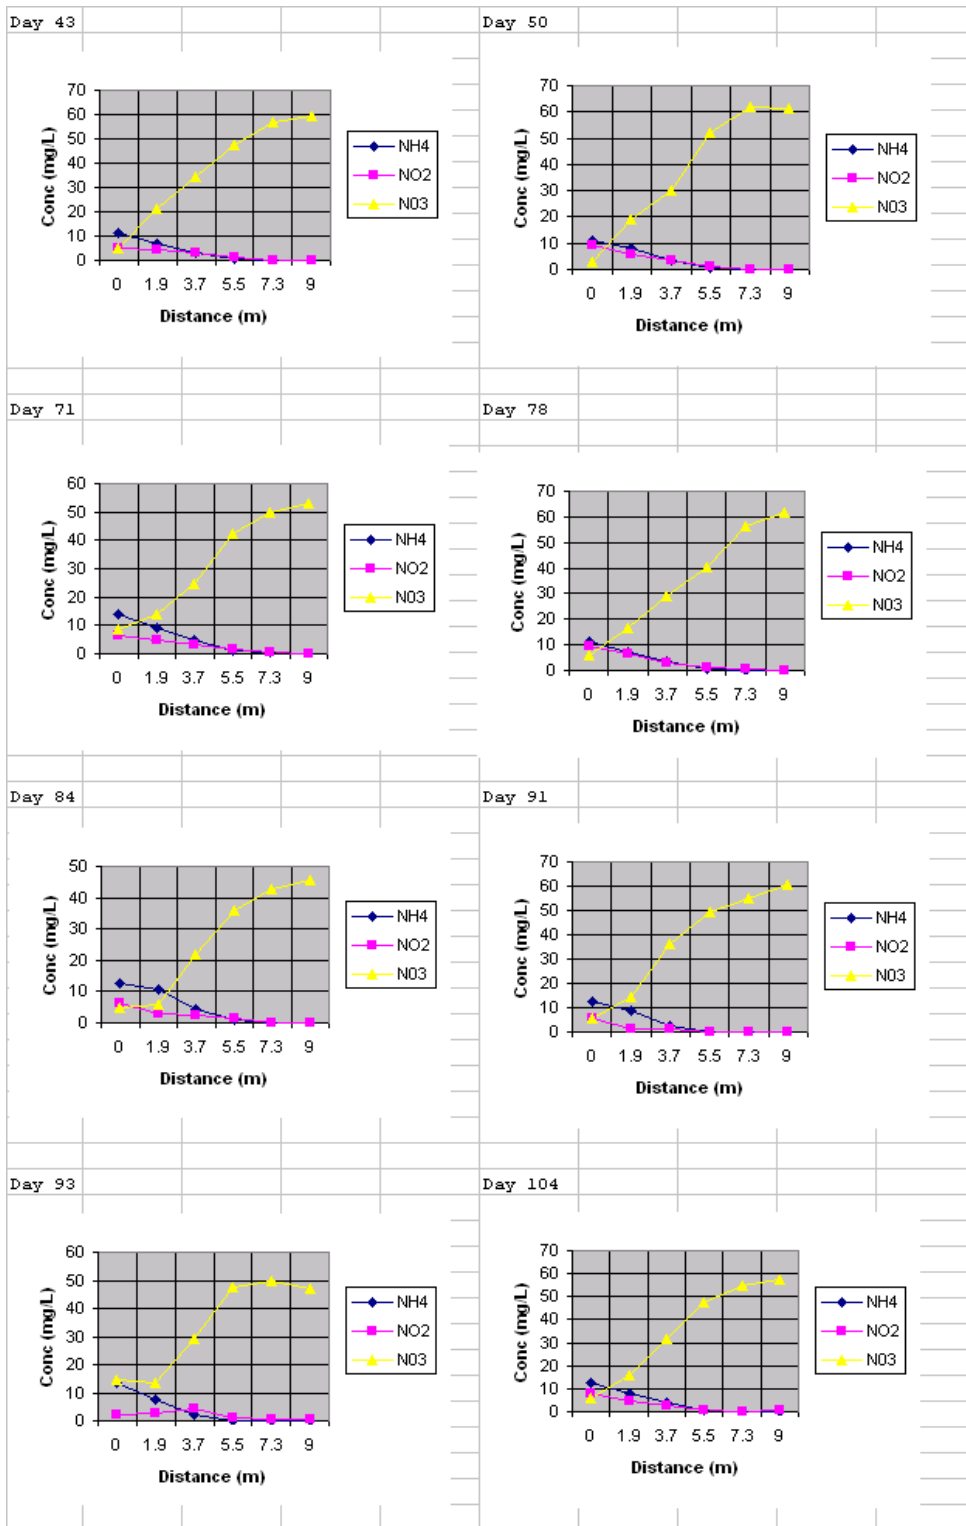 Day 43
70
60
50
40
30
20
10
0
Conc (mg/L)
0 1.9 3.7 5.5 7.3 9
Distance (m)
NH4
NO2
N03
Day 50
70
60
50
40
30
20
10
0
Conc (mg/L)
0 1.9 3.7 5.5 7.3 9
Distance (m)
NH4
NO2
N03
Day 71
60
50
40
30
20
10
0
Conc (mg/L)
0 1.9 3.7 5.5 7.3 9
Distance (m)
NH4
NO2
N03
Day 78
70
60
50
40
30
20
10
0
Conc (mg/L)
0 1.9 3.7 5.5 7.3 9
Distance (m)
NH4
NO2
N03
Day 84
50
40
30
20
10
0
Conc (mg/L)
0 1.9 3.7 5.5 7.3 9
Distance (m)
NH4
NO2
N03
Day 91
70
60
50
40
30
20
10
0
Conc (mg/L)
0 1.9 3.7 5.5 7.3 9
Distance (m)
NH4
NO2
N03
Day 93
60
50
40
30
20
10
0
Conc (mg/L)
0 1.9 3.7 5.5 7.3 9
Distance (m)
NH4
NO2
N03
Day 104
70
60
50
40
30
20
10
0
Conc (mg/L)
0 1.9 3.7 5.5 7.3 9
Distance (m)
NH4
NO2
N03